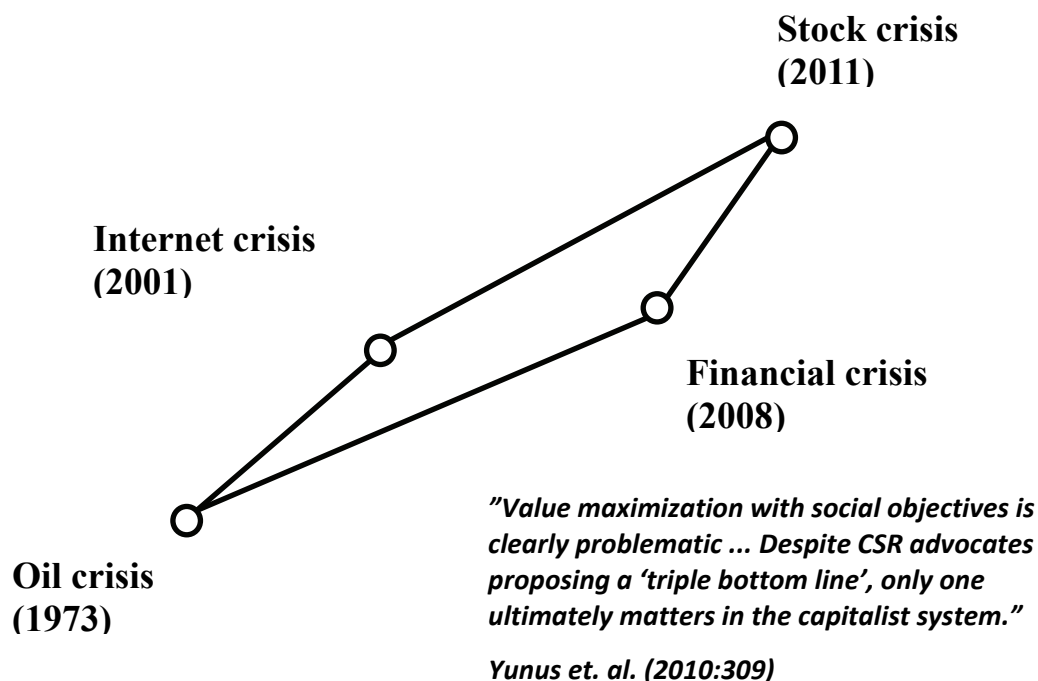 Stock crisis
(2011)
Internet crisis
(2001)
Financial crisis
(2008)
Oil crisis
(1973)
”Value maximization with social objectives is
clearly problematic ... Despite CSR advocates
proposing a ‘triple bottom line’, only one
ultimately matters in the capitalist system.”
Yunus et. al. (2010:309)